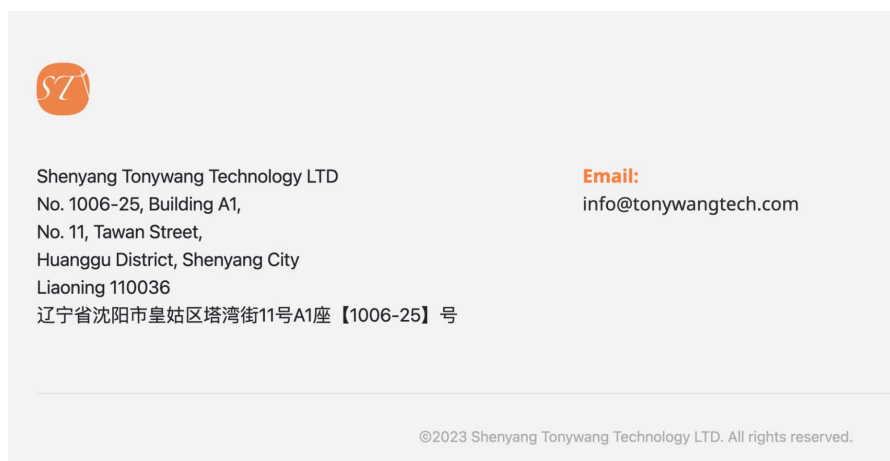 ST
Shenyang Tonywang Technology LTD
No. 1006-25, Building A1,
No. 11, Tawan Street,
Huanggu District, Shenyang City
Liaoning 110036
辽宁省沈阳市皇姑区塔湾街11号A1座【1006-25】号
Email:
info@tonywangtech.com
©2023 Shenyang Tonywang Technology LTD. All rights reserved.